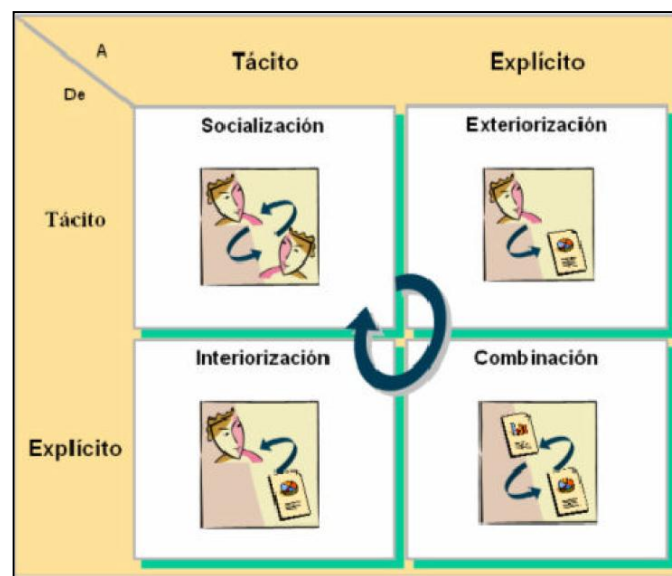 A
De
Tácito
Explícito
Tácito
Socialización
Exteriorización
Explícito
Interiorización
Combinación